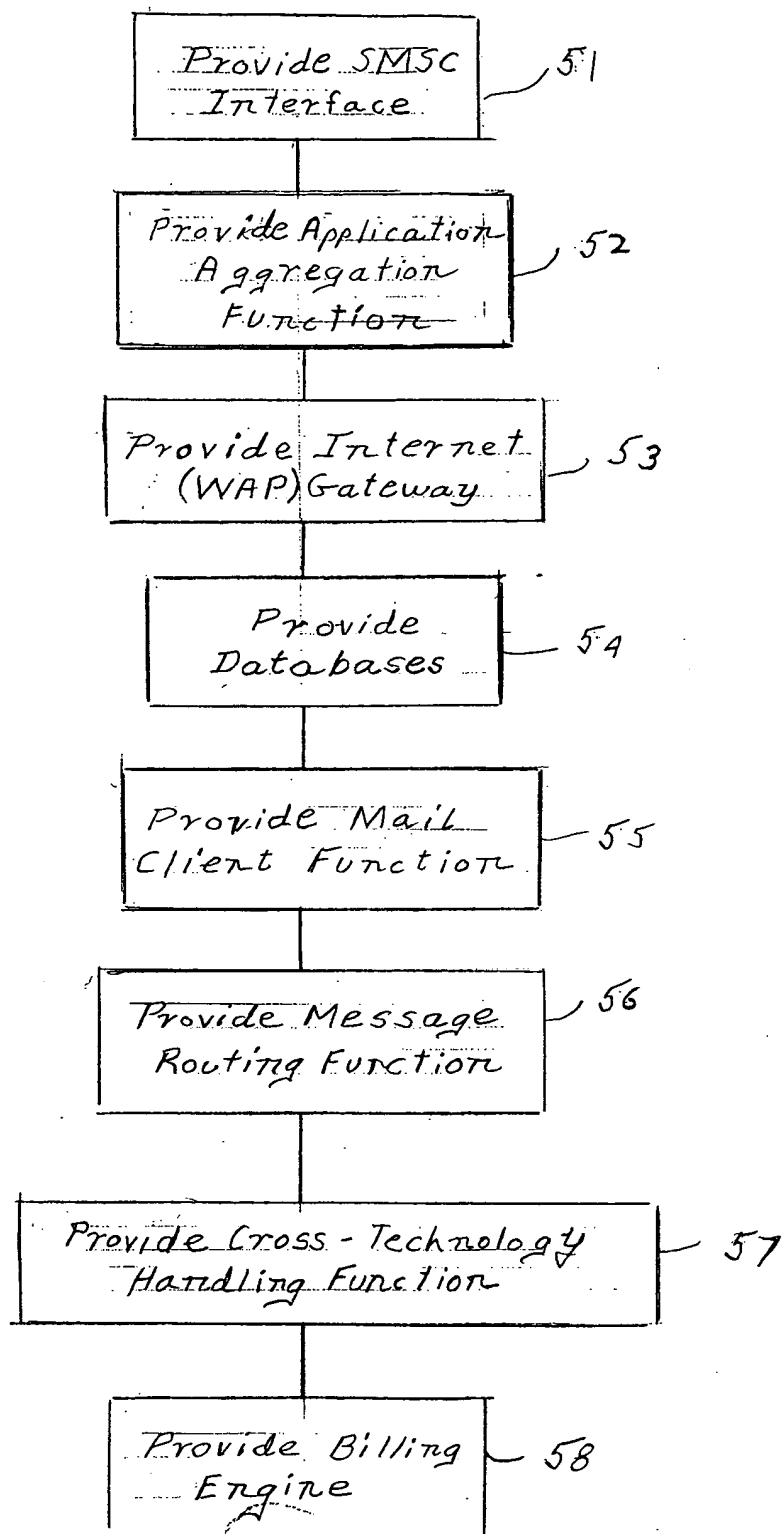 Provide SMSC
Interface
51
Provide Application
Aggregation
Function
52
Provide Internet
(WAP) Gateway
53
Provide
Databases
54
Provide Mail
Client Function
55
Provide Message
Routing Function
56
Provide Cross-Technology
Handling Function
57
Provide Billing
Engine
58